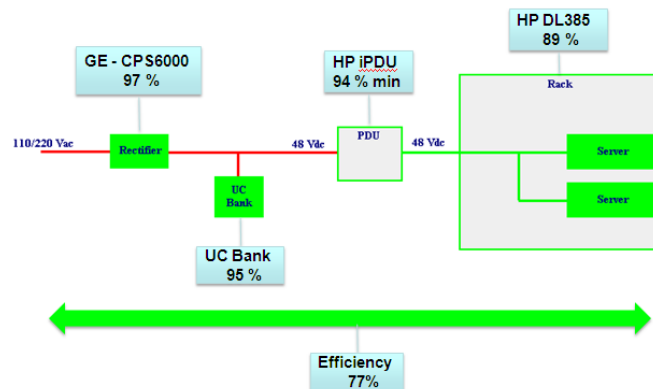 HP DL385
89 %
GE - CPS6000
97 %
HP iPDU
94 % min
Rack
110/220 Vac
Rectifier
48 Vdc
PDU
48 Vdc
Server
UC
Bank
Server
UC Bank
95 %
Efficiency
77%